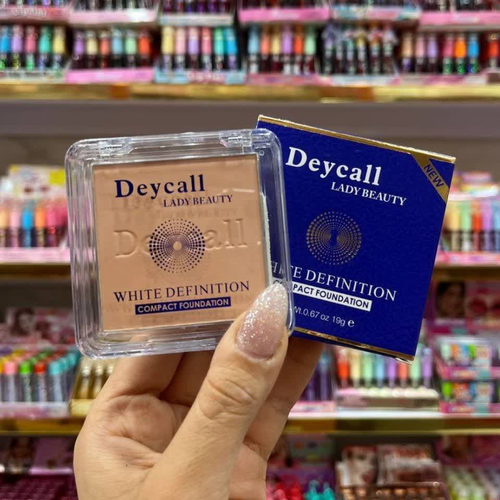 Deycall
LADY BEAUTY
Deycall
WHITE DEFINITION
COMPACT FOUNDATION
Deycall
LADY BEAUTY
NEW
WHITE DEFINITION
COMPACT FOUNDATION
WT. 0.67 oz 19g e